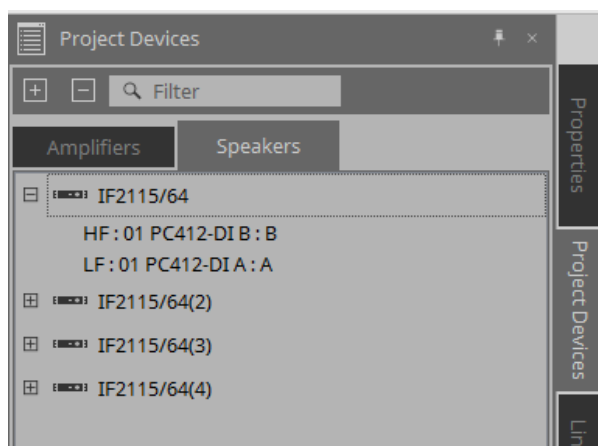 Project Devices
Filter
Amplifiers
Speakers
IF2115/64
HF : 01 PC412-DI B : B
LF : 01 PC412-DI A : A
IF2115/64(2)
IF2115/64(3)
IF2115/64(4)
Properties
Project Devices